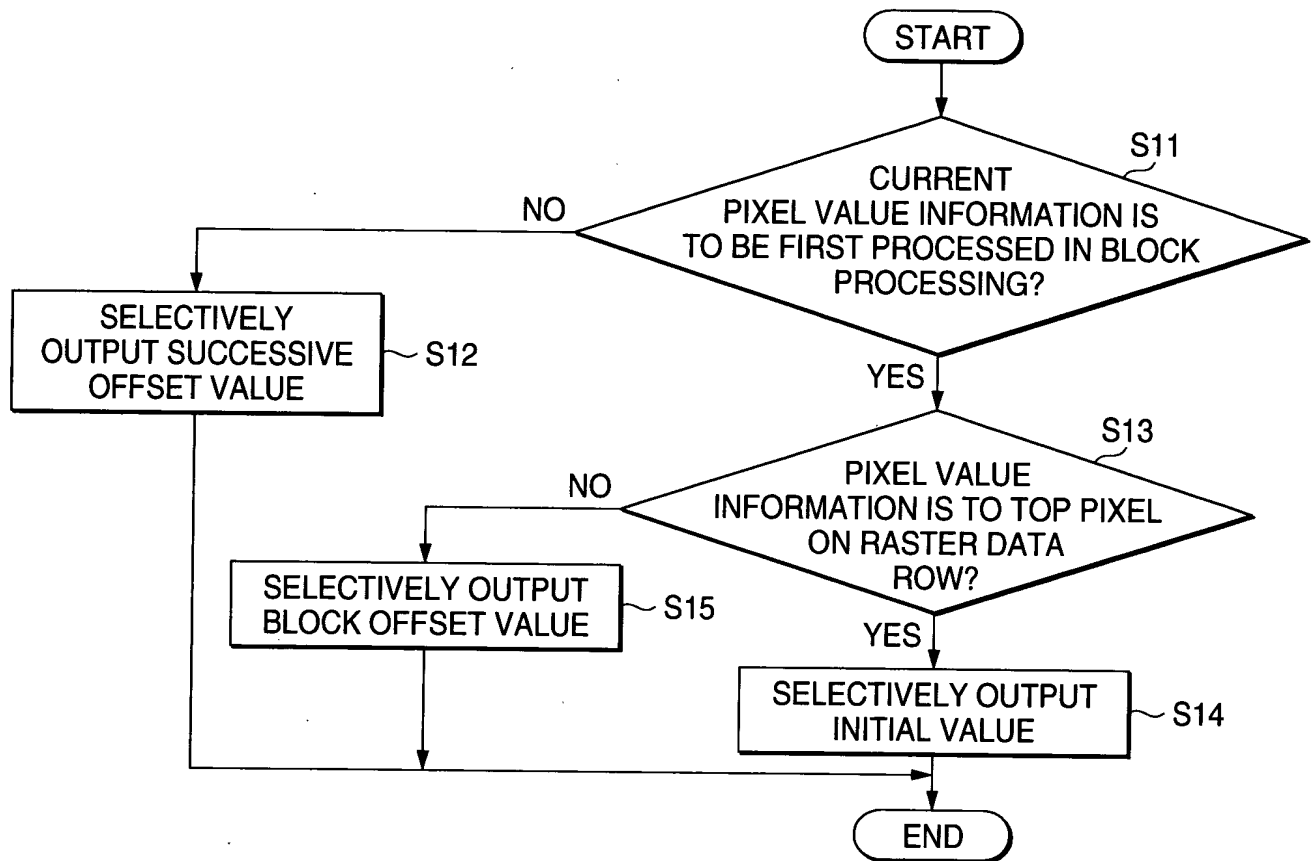 START
S11
CURRENT
PIXEL VALUE INFORMATION IS
TO BE FIRST PROCESSED IN BLOCK
PROCESSING?
NO
YES
SELECTIVELY
OUTPUT SUCCESSIVE
OFFSET VALUE
S12
S13
PIXEL VALUE
INFORMATION IS TO TOP PIXEL
ON RASTER DATA
ROW?
NO
YES
SELECTIVELY OUTPUT
BLOCK OFFSET VALUE
S15
SELECTIVELY OUTPUT
INITIAL VALUE
S14
END